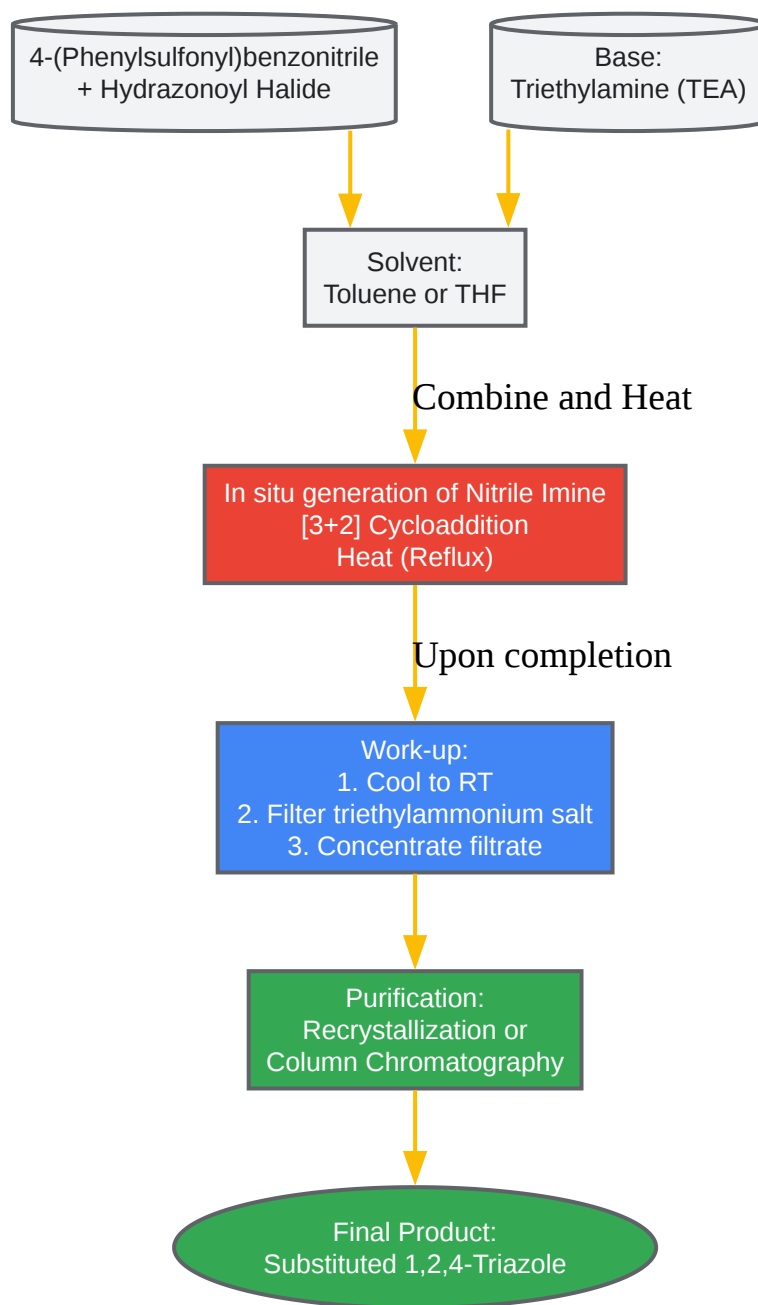 4-(Phenylsulfonyl)benzonitrile
+ Hydrazonoyl Halide
Base:
Triethylamine (TEA)
Solvent:
Toluene or THF
Combine and Heat
In situ generation of Nitrile Imine
[3+2] Cycloaddition
Heat (Reflux)
Upon completion
Work-up:
1. Cool to RT
2. Filter triethylammonium salt
3. Concentrate filtrate
Purification:
Recrystallization or
Column Chromatography
Final Product:
Substituted 1,2,4-Triazole